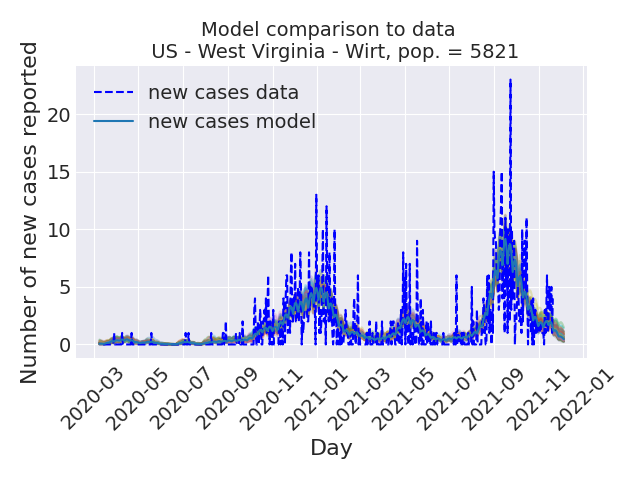 Model comparison to data
US - West Virginia - Wirt, pop. = 5821
new cases data
new cases model
Number of new cases reported
20
15
10
5
0
2020-03
2020-05
2020-07
2020-09
2020-11
2021-01
2021-03
2021-05
2021-07
2021-09
2021-11
2022-01
Day